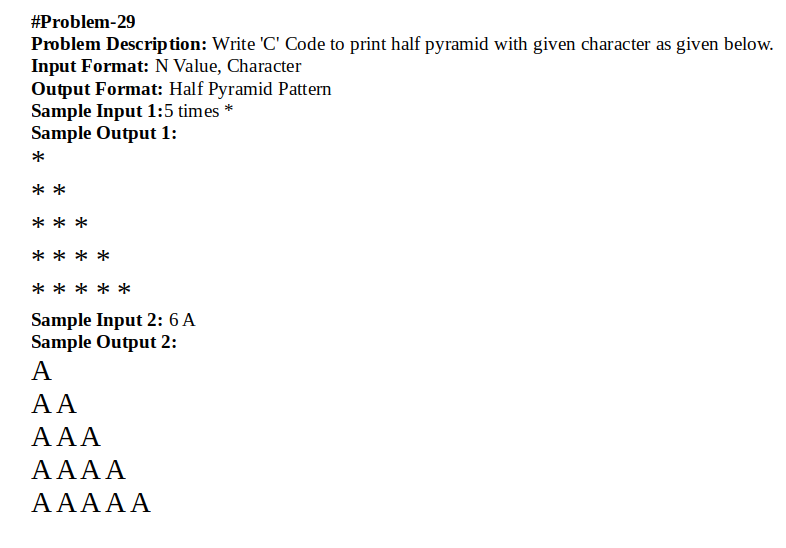 #Problem-29
Problem Description: Write 'C' Code to print half pyramid with given character as given below.
Input Format: N Value, Character
Output Format: Half Pyramid Pattern
Sample Input 1:5 times *
Sample Output 1:
*
* *
* * *
* * * *
* * * * *
Sample Input 2: 6 A
Sample Output 2:
A
A A
A A A
A A A A
A A A A A